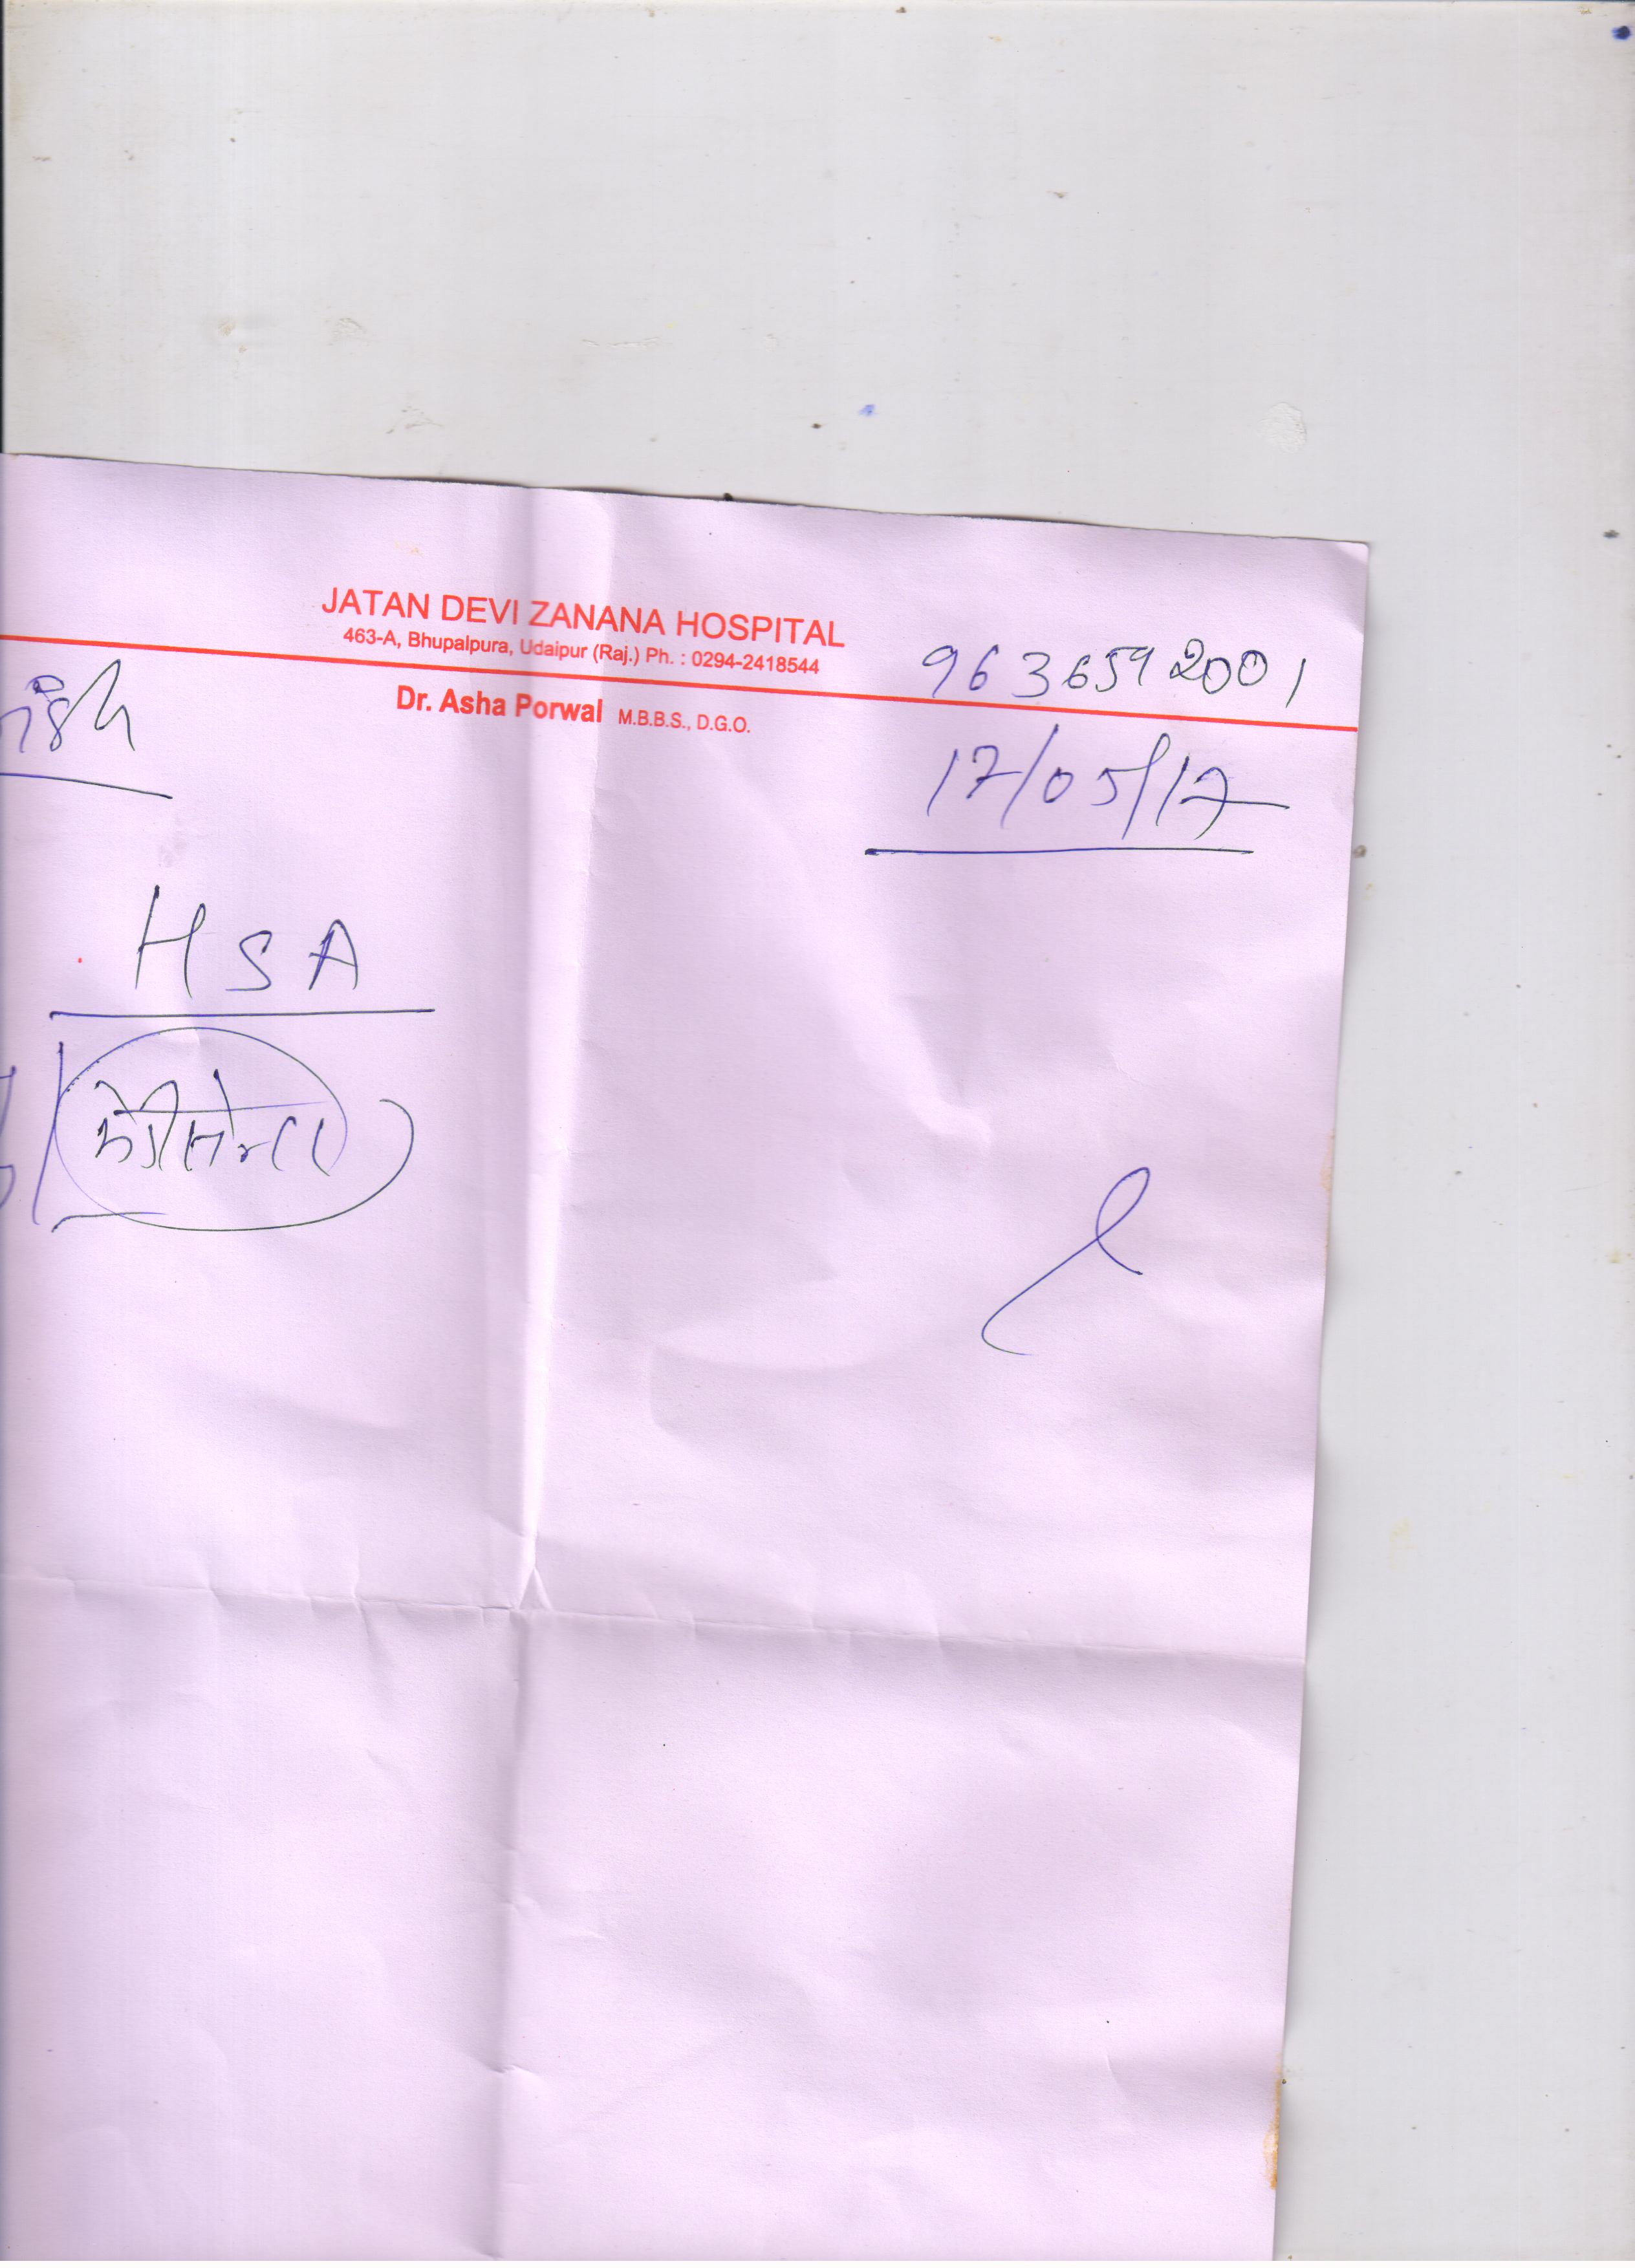 JATAN DEVI ZANANA HOSPITAL
463-A, Bhupalpura, Udaipur (Raj.) Ph. : 0294-2418544
9636592001
Dr. Asha Porwal M.B.B.S., D.G.O.
17/05/17
HSA